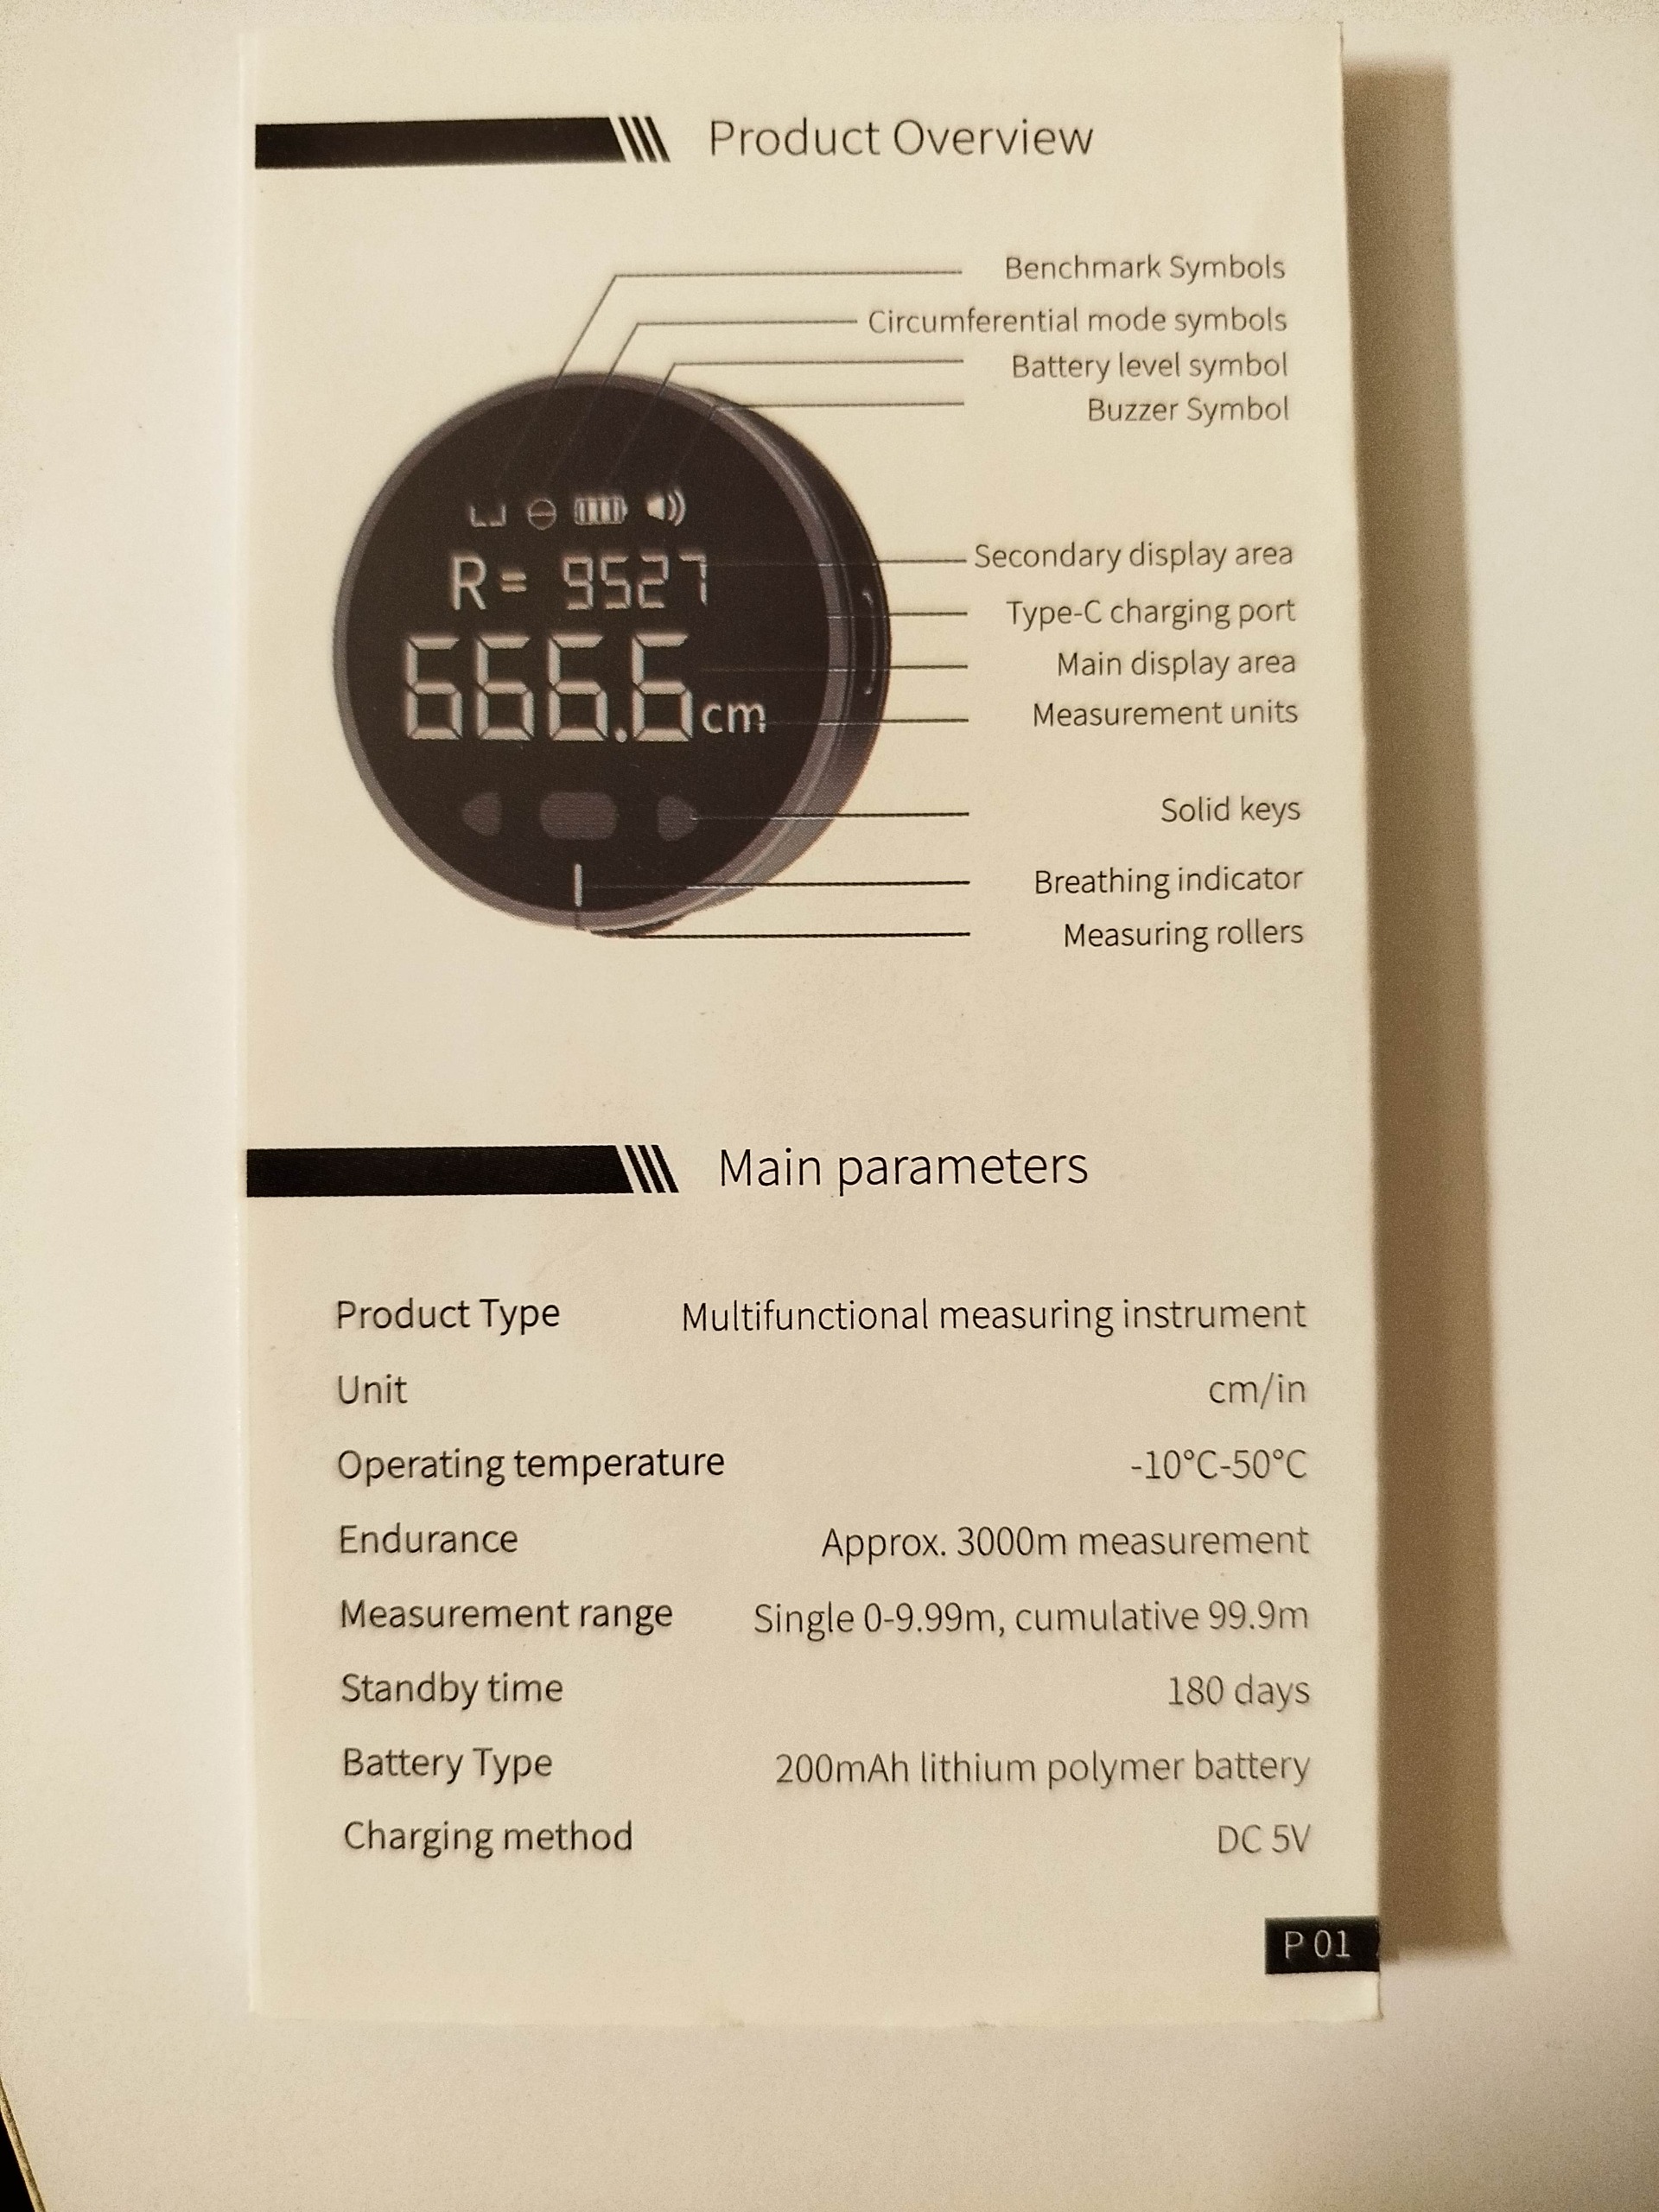 Product Overview
Benchmark Symbols
Circumferential mode symbols
Battery level symbol
Buzzer Symbol
R = 9527
666.6cm
Secondary display area
Type-C charging port
Main display area
Measurement units
Solid keys
Breathing indicator
Measuring rollers
Main parameters
Product Type Multifunctional measuring instrument
Unit cm/in
Operating temperature -10°C-50°C
Endurance Approx. 3000m measurement
Measurement range Single 0-9.99m, cumulative 99.9m
Standby time 180 days
Battery Type 200mAh lithium polymer battery
Charging method DC 5V
P 01